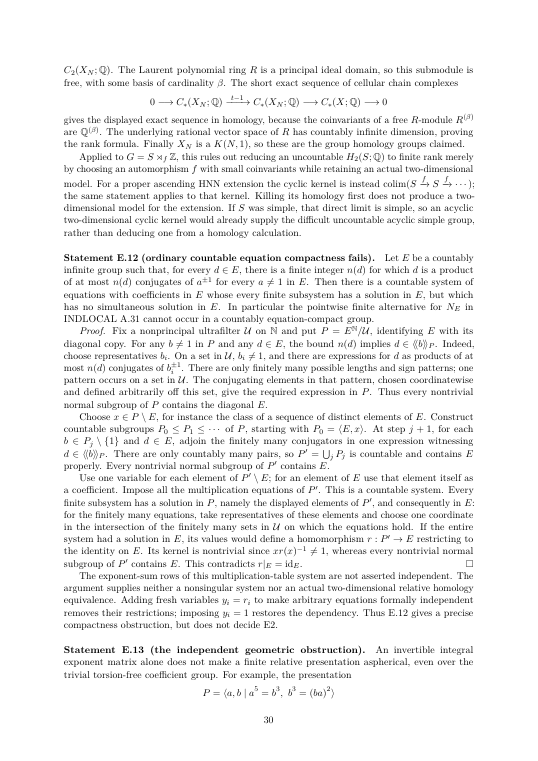 C₂(X_N; ℚ). The Laurent polynomial ring R is a principal ideal domain, so this submodule is
free, with some basis of cardinality β. The short exact sequence of cellular chain complexes
0 ⟶ C_*(X_N; ℚ) —t−1⟶ C_*(X_N; ℚ) ⟶ C_*(X; ℚ) ⟶ 0
gives the displayed exact sequence in homology, because the coinvariants of a free R-module R^(β)
are ℚ^(β). The underlying rational vector space of R has countably infinite dimension, proving
the rank formula. Finally X_N is a K(N, 1), so these are the group homology groups claimed.
Applied to G = S ⋊_f ℤ, this rules out reducing an uncountable H₂(S; ℚ) to finite rank merely
by choosing an automorphism f with small coinvariants while retaining an actual two-dimensional
model. For a proper ascending HNN extension the cyclic kernel is instead colim(S →f S →f ⋯);
the same statement applies to that kernel. Killing its homology first does not produce a two-
dimensional model for the extension. If S was simple, that direct limit is simple, so an acyclic
two-dimensional cyclic kernel would already supply the difficult uncountable acyclic simple group,
rather than deducing one from a homology calculation.
Statement E.12 (ordinary countable equation compactness fails). Let E be a countably
infinite group such that, for every d ∈ E, there is a finite integer n(d) for which d is a product
of at most n(d) conjugates of a^{±1} for every a ≠ 1 in E. Then there is a countable system of
equations with coefficients in E whose every finite subsystem has a solution in E, but which
has no simultaneous solution in E. In particular the pointwise finite alternative for N_E in
INDLOCAL A.31 cannot occur in a countably equation-compact group.
Proof. Fix a nonprincipal ultrafilter 𝒰 on ℕ and put P = E^ℕ/𝒰, identifying E with its
diagonal copy. For any b ≠ 1 in P and any d ∈ E, the bound n(d) implies d ∈ ⟨⟨b⟩⟩_P. Indeed,
choose representatives b_i. On a set in 𝒰, b_i ≠ 1, and there are expressions for d as products of at
most n(d) conjugates of b_i^{±1}. There are only finitely many possible lengths and sign patterns; one
pattern occurs on a set in 𝒰. The conjugating elements in that pattern, chosen coordinatewise
and defined arbitrarily off this set, give the required expression in P. Thus every nontrivial
normal subgroup of P contains the diagonal E.
Choose x ∈ P \ E, for instance the class of a sequence of distinct elements of E. Construct
countable subgroups P₀ ≤ P₁ ≤ ⋯ of P, starting with P₀ = ⟨E, x⟩. At step j + 1, for each
b ∈ P_j \ {1} and d ∈ E, adjoin the finitely many conjugators in one expression witnessing
d ∈ ⟨⟨b⟩⟩_P. There are only countably many pairs, so P′ = ⋃_j P_j is countable and contains E
properly. Every nontrivial normal subgroup of P′ contains E.
Use one variable for each element of P′ \ E; for an element of E use that element itself as
a coefficient. Impose all the multiplication equations of P′. This is a countable system. Every
finite subsystem has a solution in P, namely the displayed elements of P′, and consequently in E:
for the finitely many equations, take representatives of these elements and choose one coordinate
in the intersection of the finitely many sets in 𝒰 on which the equations hold. If the entire
system had a solution in E, its values would define a homomorphism r : P′ → E restricting to
the identity on E. Its kernel is nontrivial since xr(x)^{−1} ≠ 1, whereas every nontrivial normal
subgroup of P′ contains E. This contradicts r|_E = id_E. □
The exponent-sum rows of this multiplication-table system are not asserted independent. The
argument supplies neither a nonsingular system nor an actual two-dimensional relative homology
equivalence. Adding fresh variables y_i = r_i to make arbitrary equations formally independent
removes their restrictions; imposing y_i = 1 restores the dependency. Thus E.12 gives a precise
compactness obstruction, but does not decide E2.
Statement E.13 (the independent geometric obstruction). An invertible integral
exponent matrix alone does not make a finite relative presentation aspherical, even over the
trivial torsion-free coefficient group. For example, the presentation
P = ⟨a, b | a⁵ = b³, b³ = (ba)²⟩
30